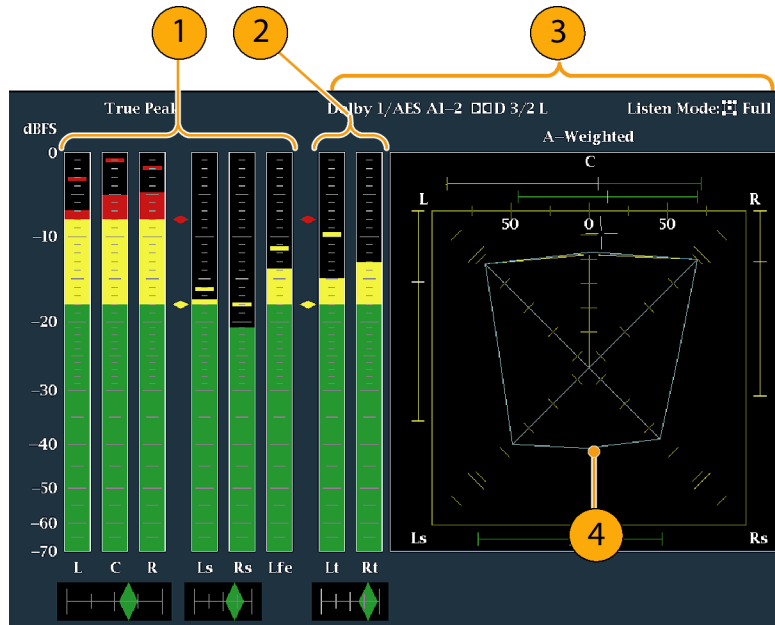 1 2 3
True Peak Dolby 1/AES A1-2 D 3/2 L Listen Mode: Full
dBFS
A-Weighted
0
C
L R
50 0 50
-10
-20
-30
-40
-50
-60
-70
4
Ls Rs
L C R Ls Rs Lfe Lt Rt